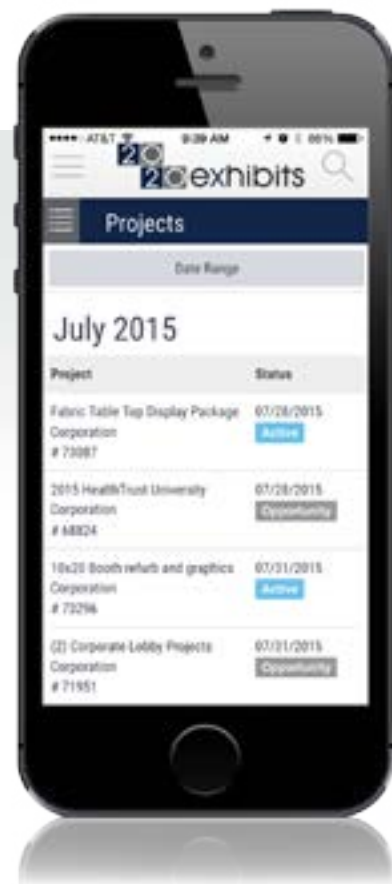 AT&T 9:39 AM 86%
2020 exhibits
Projects
Date Range
July 2015
Project Status
Fabric Table Top Display Package 07/28/2015
Corporation Active
# 73087
2015 HealthTrust University 07/28/2015
Corporation Opportunity
# 68824
10x20 Booth refurb and graphics 07/31/2015
Corporation Active
# 73296
(2) Corporate Lobby Projects 07/31/2015
Corporation Opportunity
# 71951